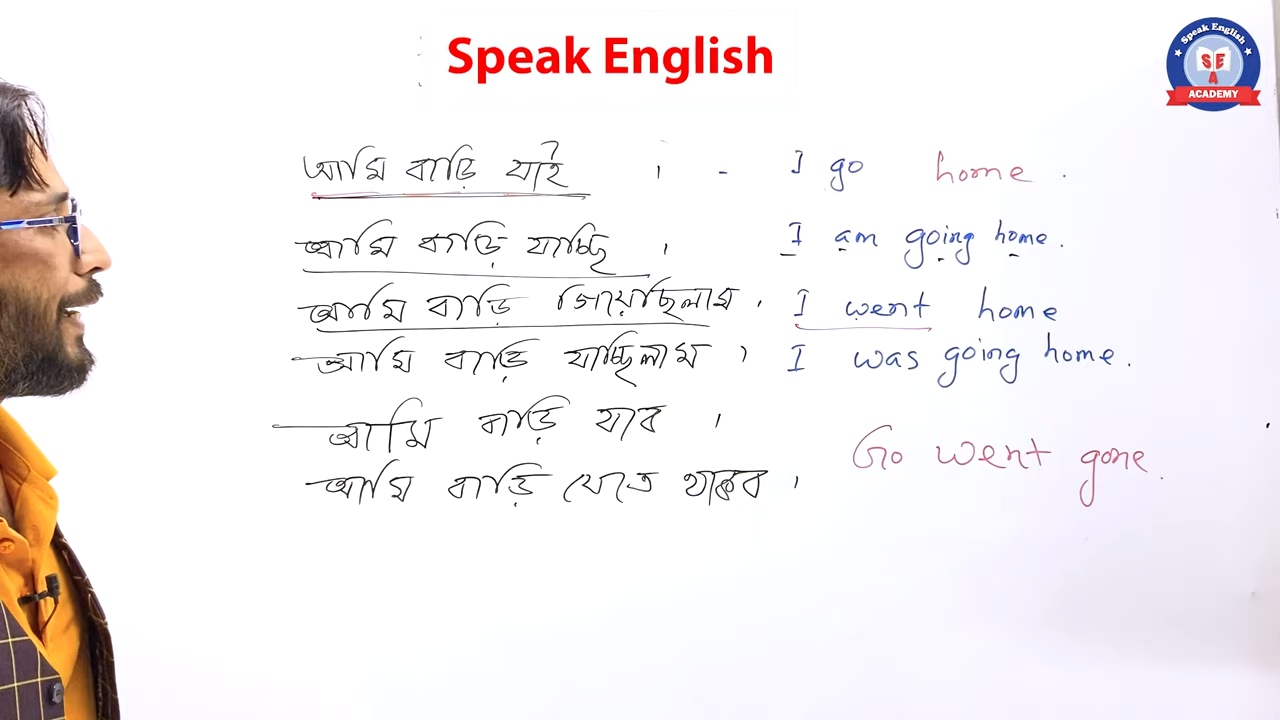 Speak English
Speak English
SE
A
ACADEMY
আমি বাড়ি যাই । - I go home .
আমি বাড়ি যাচ্ছি । I am going home .
আমি বাড়ি গিয়েছিলাম . I went home
আমি বাড়ি যাচ্ছিলাম । I was going home .
আমি বাড়ি যাব ।
Go went gone .
আমি বাড়ি যেতে থাকব ।